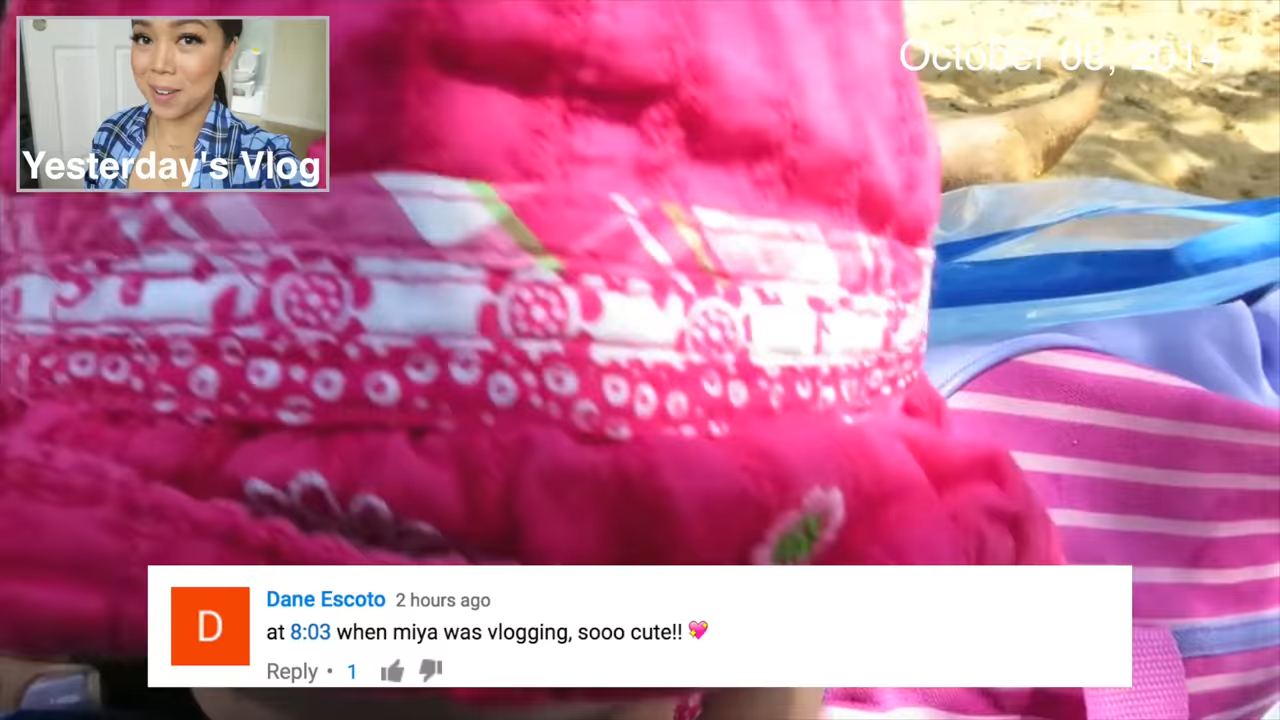 October 08, 2014
Yesterday's Vlog
D
Dane Escoto 2 hours ago
at 8:03 when miya was vlogging, sooo cute!! 💖
Reply • 1